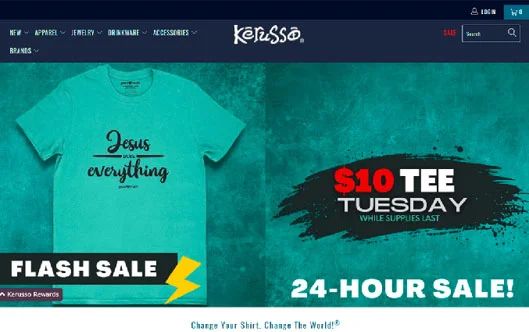 LOGIN
0
NEW
APPAREL
JEWELRY
DRINKWARE
ACCESSORIES
BRANDS
Kerusso®
SALE
Search
Jesus
everything
$10 TEE
TUESDAY
WHILE SUPPLIES LAST
FLASH SALE
24-HOUR SALE!
Kerusso Rewards
Change Your Shirt. Change The World!®